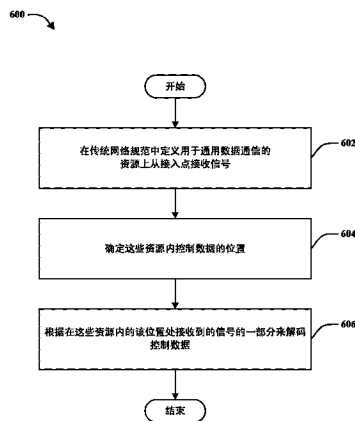 600
开始
在传统网络规范中定义用于通用数据通信的
资源上从接入点接收信号
602
确定这些资源内控制数据的位置
604
根据在这些资源内的该位置处接收到的信号的一部分来解码
控制数据
606
结束